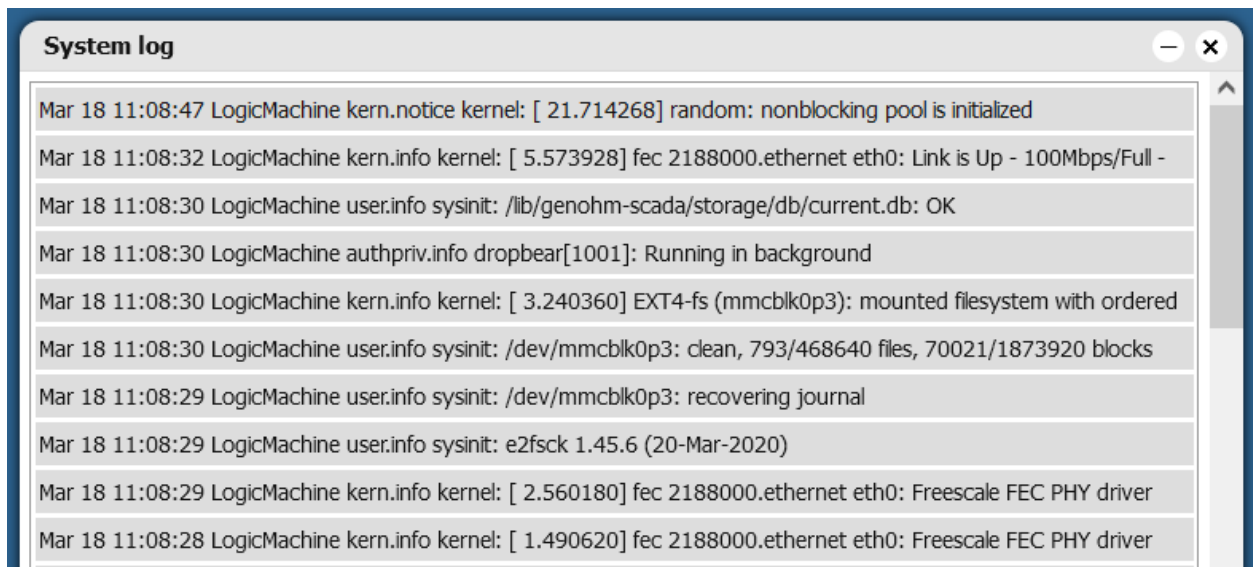 System log
Mar 18 11:08:47 LogicMachine kern.notice kernel: [ 21.714268] random: nonblocking pool is initialized
Mar 18 11:08:32 LogicMachine kern.info kernel: [ 5.573928] fec 2188000.ethernet eth0: Link is Up - 100Mbps/Full -
Mar 18 11:08:30 LogicMachine user.info sysinit: /lib/genohm-scada/storage/db/current.db: OK
Mar 18 11:08:30 LogicMachine authpriv.info dropbear[1001]: Running in background
Mar 18 11:08:30 LogicMachine kern.info kernel: [ 3.240360] EXT4-fs (mmcblk0p3): mounted filesystem with ordered
Mar 18 11:08:30 LogicMachine user.info sysinit: /dev/mmcblk0p3: clean, 793/468640 files, 70021/1873920 blocks
Mar 18 11:08:29 LogicMachine user.info sysinit: /dev/mmcblk0p3: recovering journal
Mar 18 11:08:29 LogicMachine user.info sysinit: e2fsck 1.45.6 (20-Mar-2020)
Mar 18 11:08:29 LogicMachine kern.info kernel: [ 2.560180] fec 2188000.ethernet eth0: Freescale FEC PHY driver
Mar 18 11:08:28 LogicMachine kern.info kernel: [ 1.490620] fec 2188000.ethernet eth0: Freescale FEC PHY driver